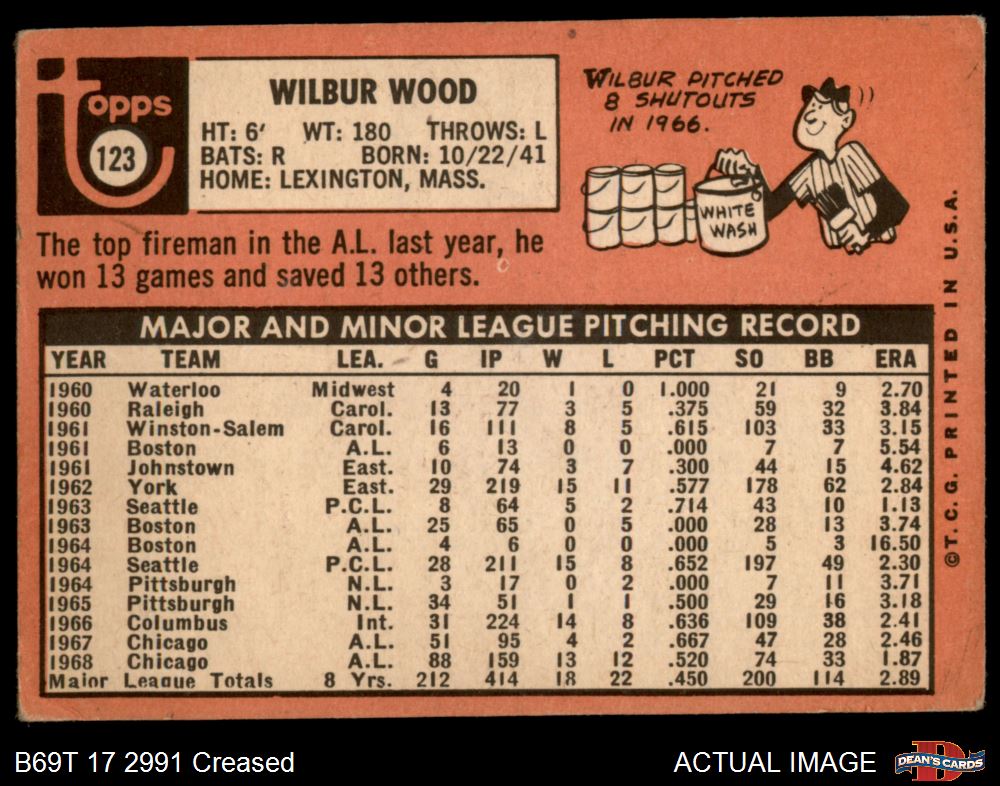 Topps
123
WILBUR WOOD
HT: 6' WT: 180 THROWS: L
BATS: R BORN: 10/22/41
HOME: LEXINGTON, MASS.
WILBUR PITCHED
8 SHUTOUTS
IN 1966.
WHITE
WASH
The top fireman in the A.L. last year, he
won 13 games and saved 13 others.
MAJOR AND MINOR LEAGUE PITCHING RECORD
YEAR TEAM LEA. G IP W L PCT SO BB ERA
1960 Waterloo Midwest 4 20 1 0 1.000 21 9 2.70
1960 Raleigh Carol. 13 77 3 5 .375 59 32 3.84
1961 Winston-Salem Carol. 16 111 8 5 .615 103 33 3.15
1961 Boston A.L. 6 13 0 0 .000 7 7 5.54
1961 Johnstown East. 10 74 3 7 .300 44 15 4.62
1962 York East. 29 219 15 11 .577 178 62 2.84
1963 Seattle P.C.L. 8 64 5 2 .714 43 10 1.13
1963 Boston A.L. 25 65 0 5 .000 28 13 3.74
1964 Boston A.L. 4 6 0 0 .000 5 3 16.50
1964 Seattle P.C.L. 28 211 15 8 .652 197 49 2.30
1964 Pittsburgh N.L. 3 17 0 2 .000 7 11 3.71
1965 Pittsburgh N.L. 34 51 1 1 .500 29 16 3.18
1966 Columbus Int. 31 224 14 8 .636 109 38 2.41
1967 Chicago A.L. 51 95 4 2 .667 47 28 2.46
1968 Chicago A.L. 88 159 13 12 .520 74 33 1.87
Major League Totals 8 Yrs. 212 414 18 22 .450 200 114 2.89
©T.C.G. PRINTED IN U.S.A.
B69T 17 2991 Creased
ACTUAL IMAGE
D
DEAN'S CARDS